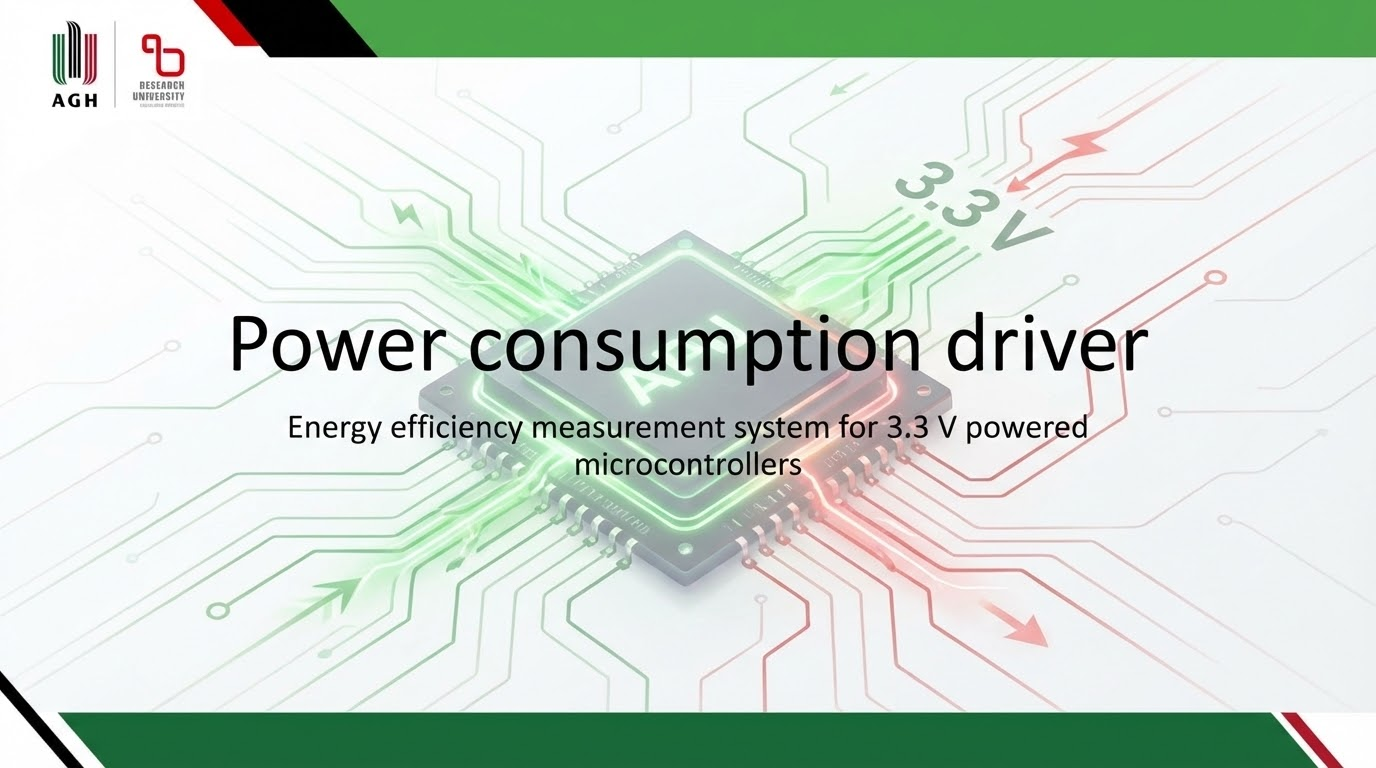 AGH
RESEARCH
UNIVERSITY
3.3 V
Power consumption driver
Energy efficiency measurement system for 3.3 V powered
microcontrollers